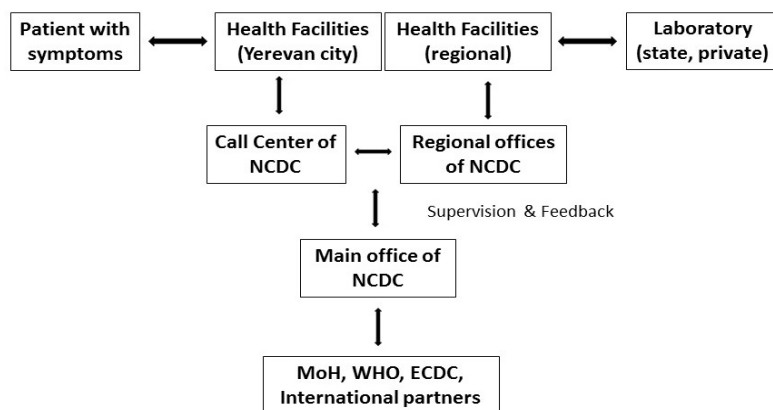 Patient with
symptoms
Health Facilities
(Yerevan city)
Health Facilities
(regional)
Laboratory
(state, private)
Call Center of
NCDC
Regional offices
of NCDC
Supervision & Feedback
Main office of
NCDC
MoH, WHO, ECDC,
International partners